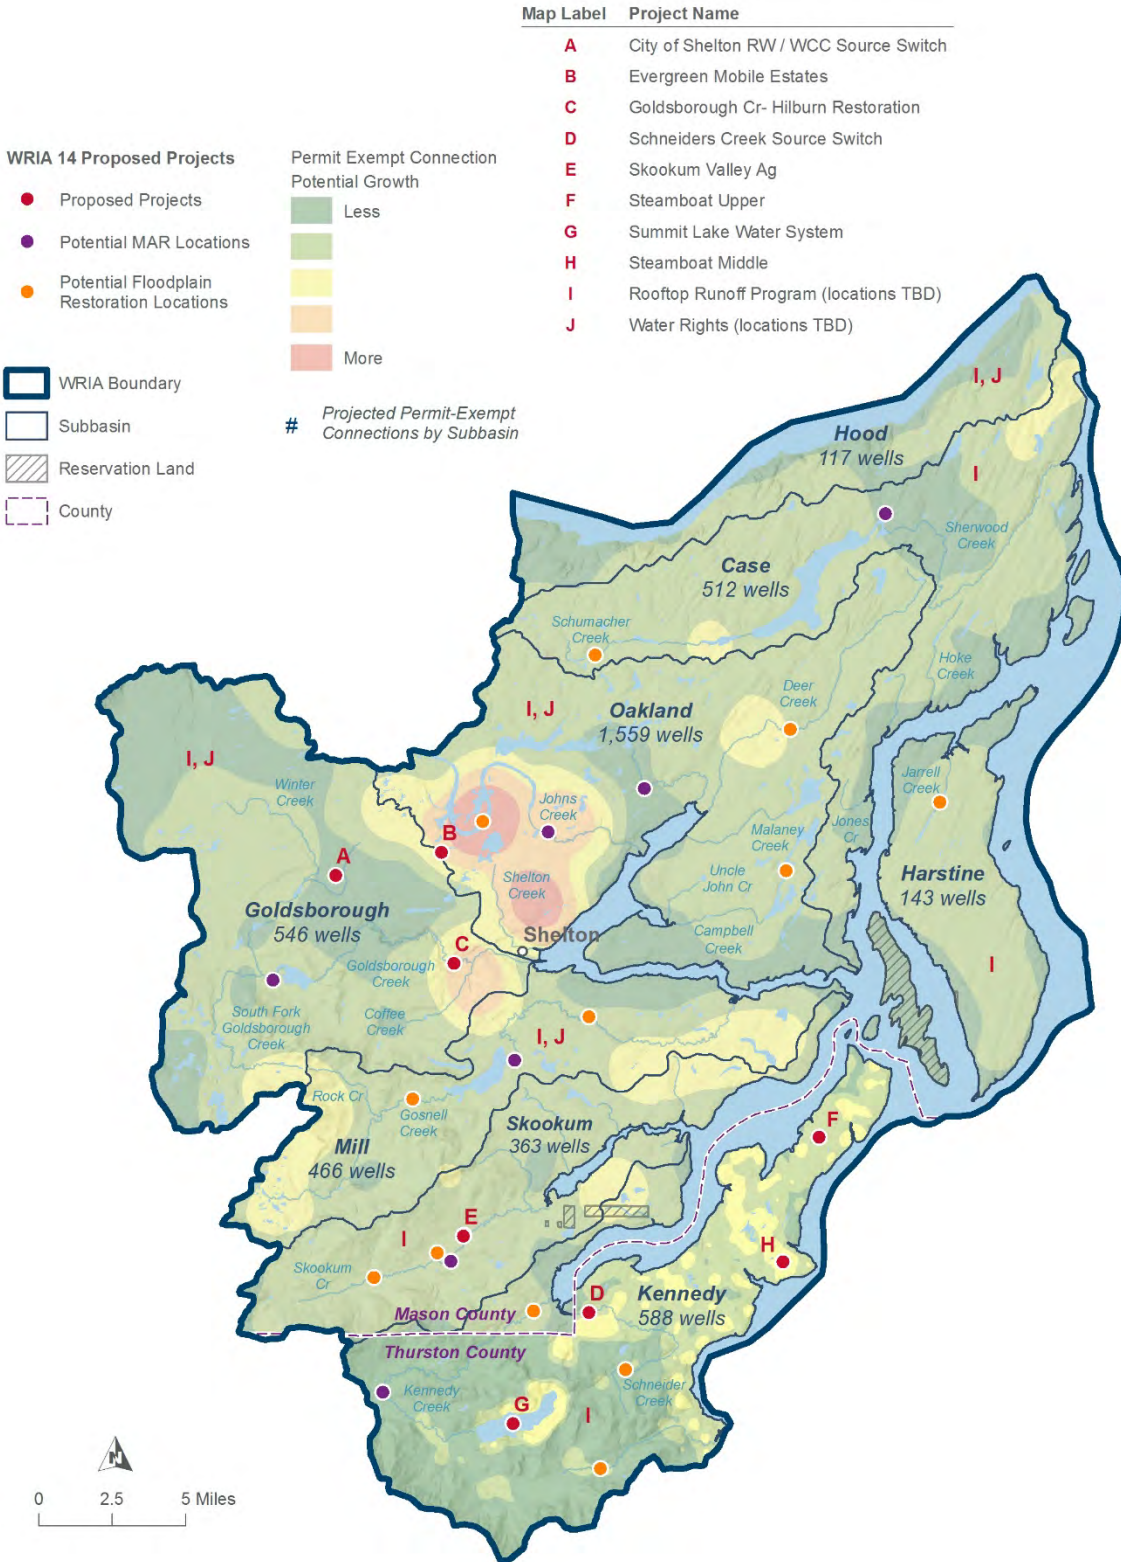 Map Label Project Name
A City of Shelton RW / WCC Source Switch
B Evergreen Mobile Estates
C Goldsborough Cr- Hilburn Restoration
D Schneiders Creek Source Switch
E Skookum Valley Ag
F Steamboat Upper
G Summit Lake Water System
H Steamboat Middle
I Rooftop Runoff Program (locations TBD)
J Water Rights (locations TBD)
WRIA 14 Proposed Projects
Proposed Projects
Potential MAR Locations
Potential Floodplain
Restoration Locations
WRIA Boundary
Subbasin
Reservation Land
County
Permit Exempt Connection
Potential Growth
Less
More
# Projected Permit-Exempt
Connections by Subbasin
I, J
Hood
117 wells
I
Sherwood
Creek
Case
512 wells
Schumacher
Creek
Hoke
Creek
Deer
Creek
I, J
Oakland
1,559 wells
I, J
Winter
Creek
Jarrell
Creek
Johns
Creek
B
Malaney
Creek
Jones
Cr
A
Shelton
Creek
Uncle
John Cr
Harstine
143 wells
Goldsborough
546 wells
Campbell
Creek
Shelton
C
I
Goldsborough
Creek
South Fork
Goldsborough
Creek
Coffee
Creek
I, J
Rock Cr
Gosnell
Creek
Skookum
363 wells
F
Mill
466 wells
E
I
H
Skookum
Cr
D
Kennedy
588 wells
Mason County
Thurston County
Kennedy
Creek
Schneider
Creek
G
I
N
0 2.5 5 Miles